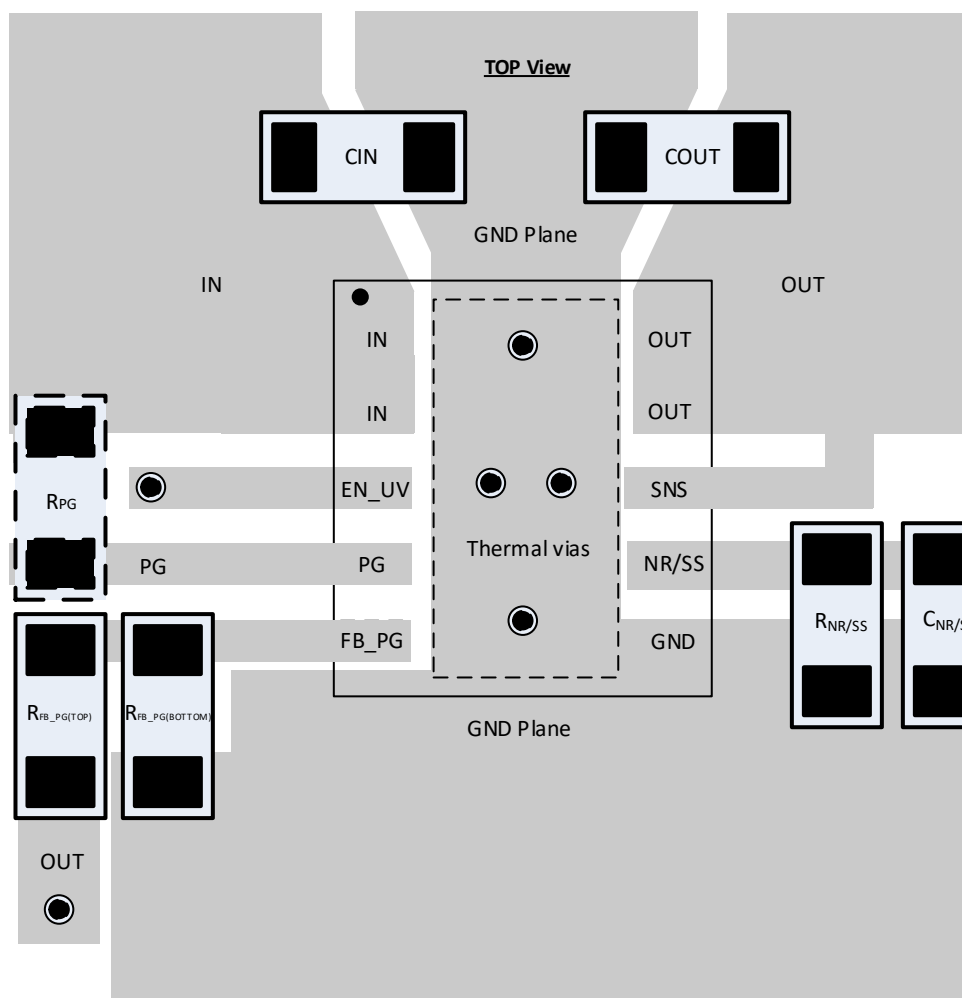 TOP View
CIN
COUT
GND Plane
IN
OUT
IN
OUT
IN
OUT
RPG
EN_UV
SNS
PG
PG
Thermal vias
NR/SS
FB_PG
GND
RNR/SS
CNR/S
RFB_PG(TOP)
RFB_PG(BOTTOM)
GND Plane
OUT